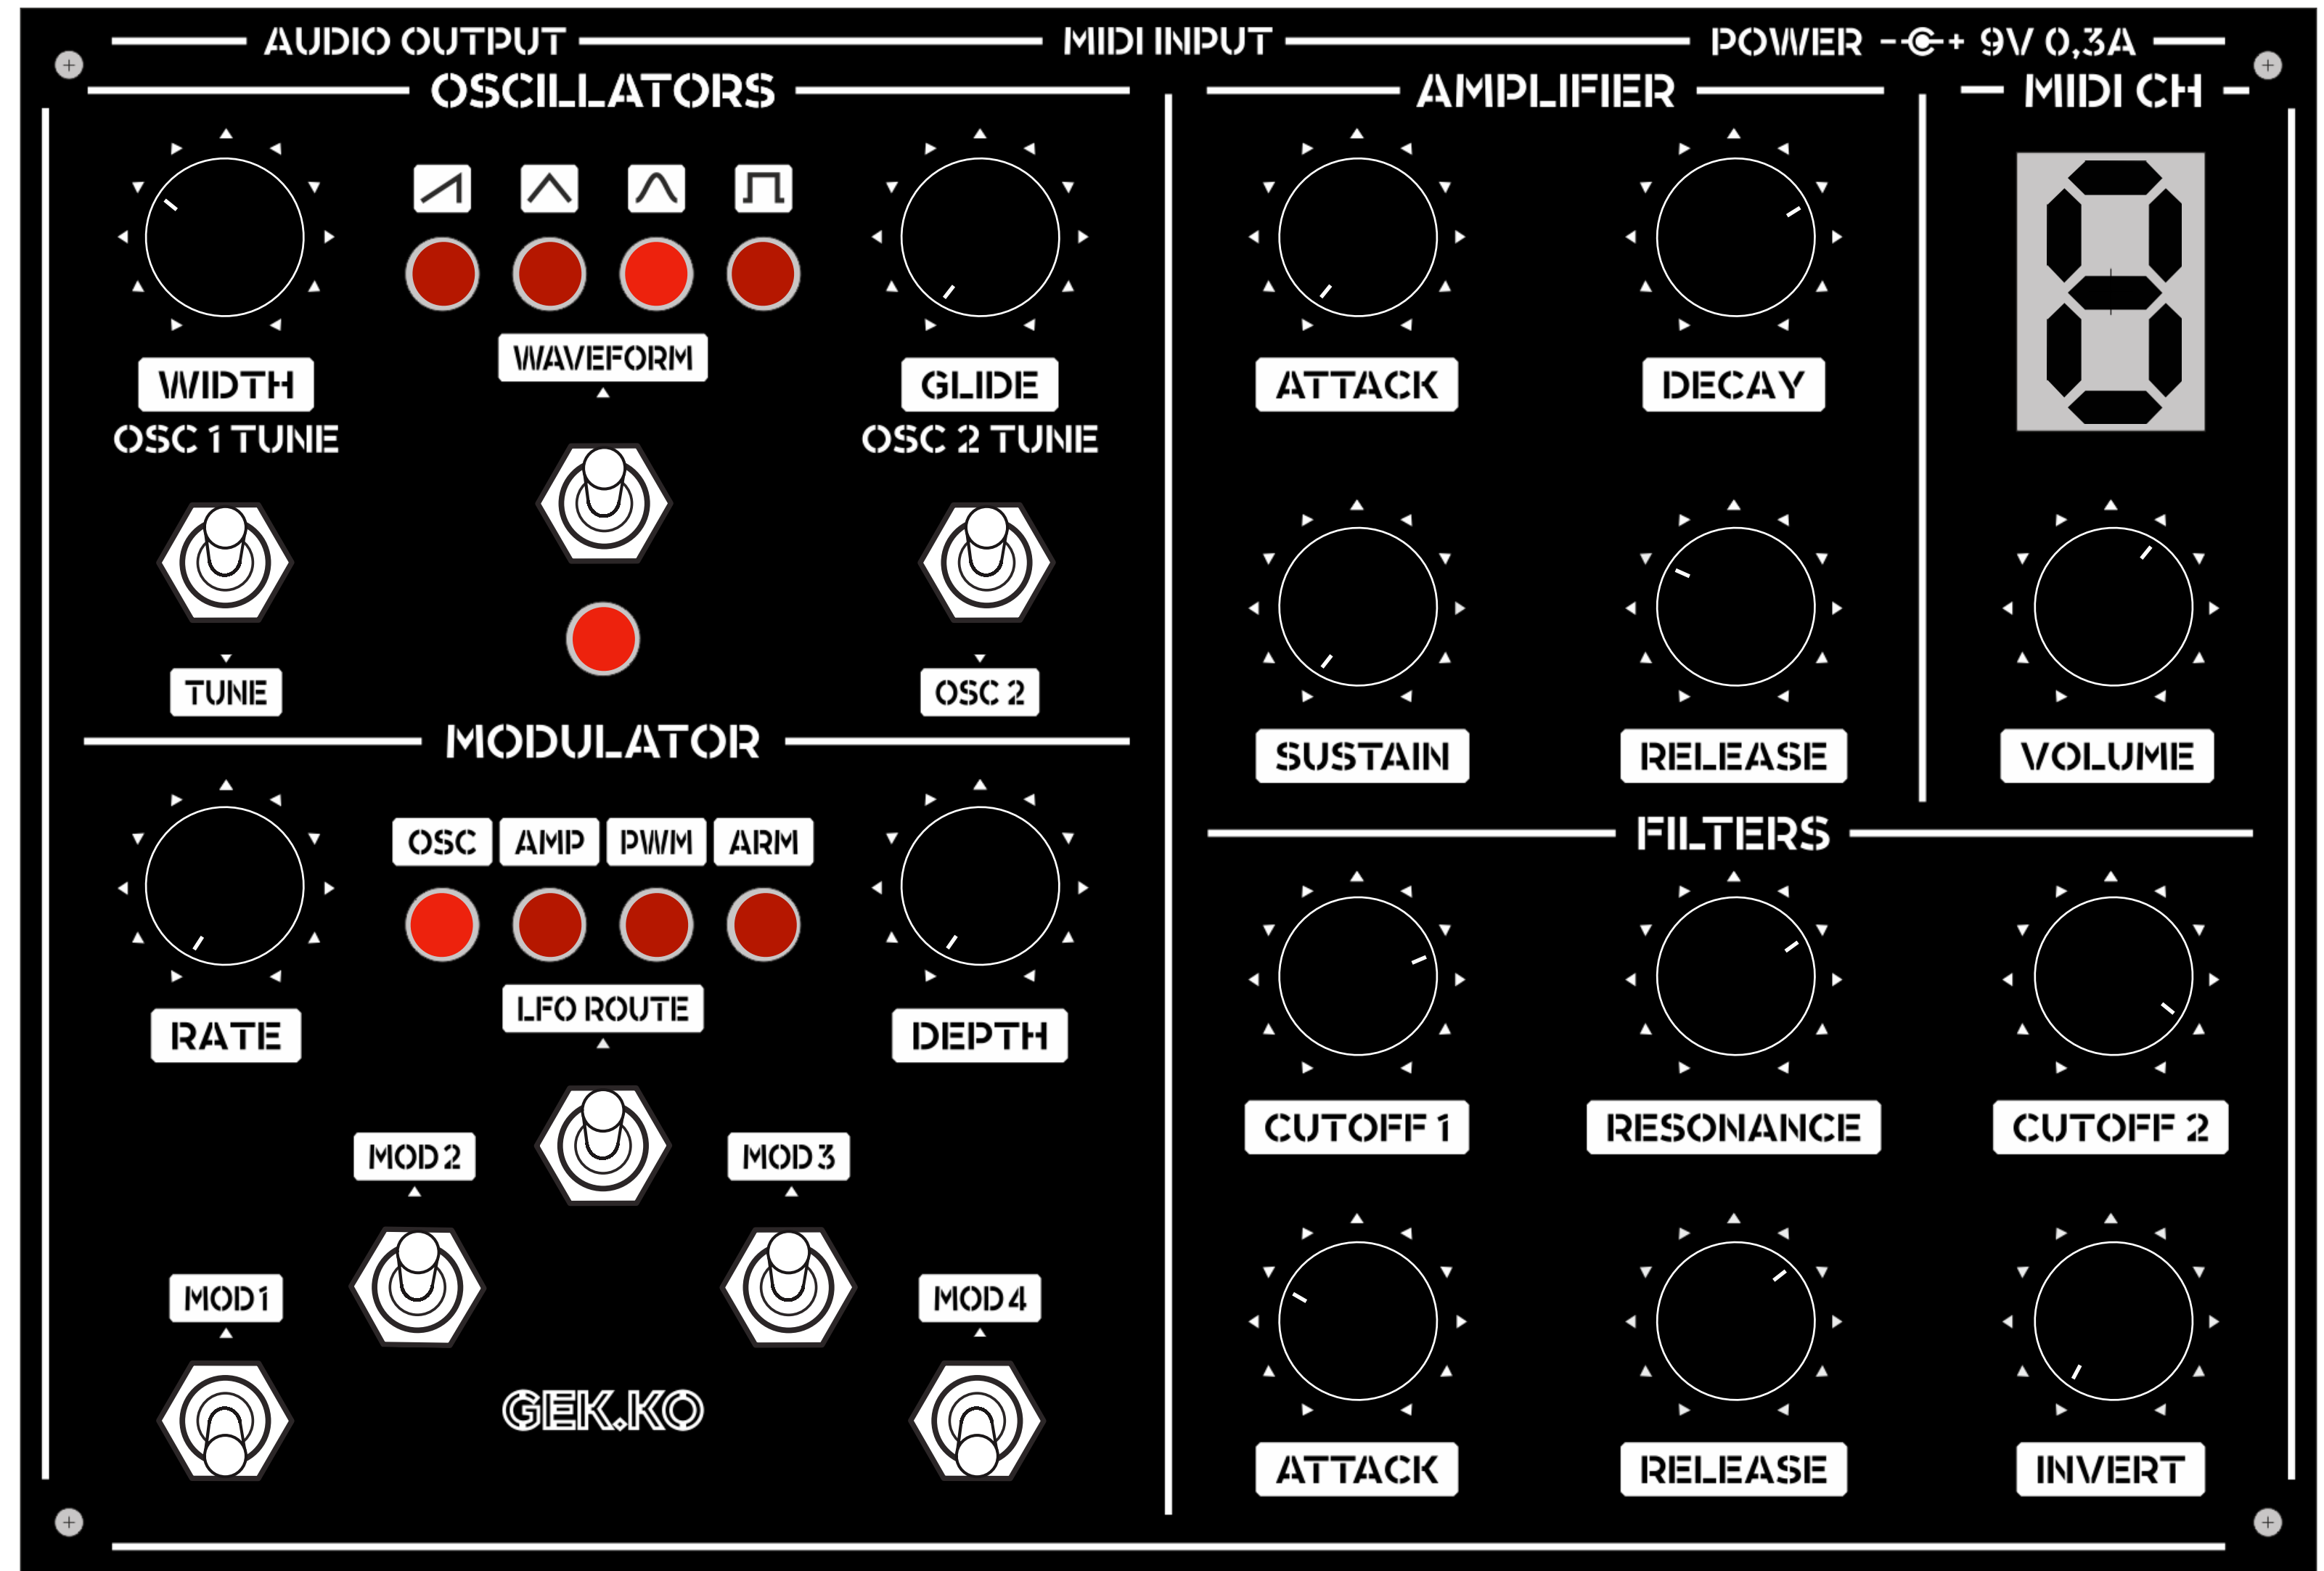 AUDIO OUTPUT MIDI INPUT POWER - + 9V 0,3A
OSCILLATORS AMPLIFIER MIDI CH
WAVEFORM
WIDTH GLIDE ATTACK DECAY
OSC 1 TUNE OSC 2 TUNE
TUNE OSC 2
SUSTAIN RELEASE VOLUME
MODULATOR
FILTERS
OSC AMP PWM ARM
LFO ROUTE
RATE DEPTH
CUTOFF 1 RESONANCE CUTOFF 2
MOD 2 MOD 3
MOD 1 MOD 4
GEK.KO
ATTACK RELEASE INVERT